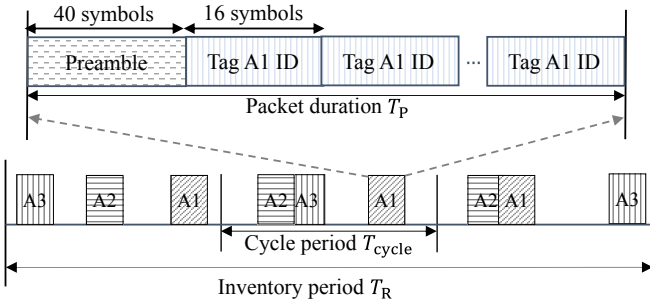 40 symbols 16 symbols
Preamble Tag A1 ID Tag A1 ID ... Tag A1 ID
Packet duration T_P
A3 A2 A1 A2 A3 A1 A2 A1 A3
Cycle period T_cycle
Inventory period T_R